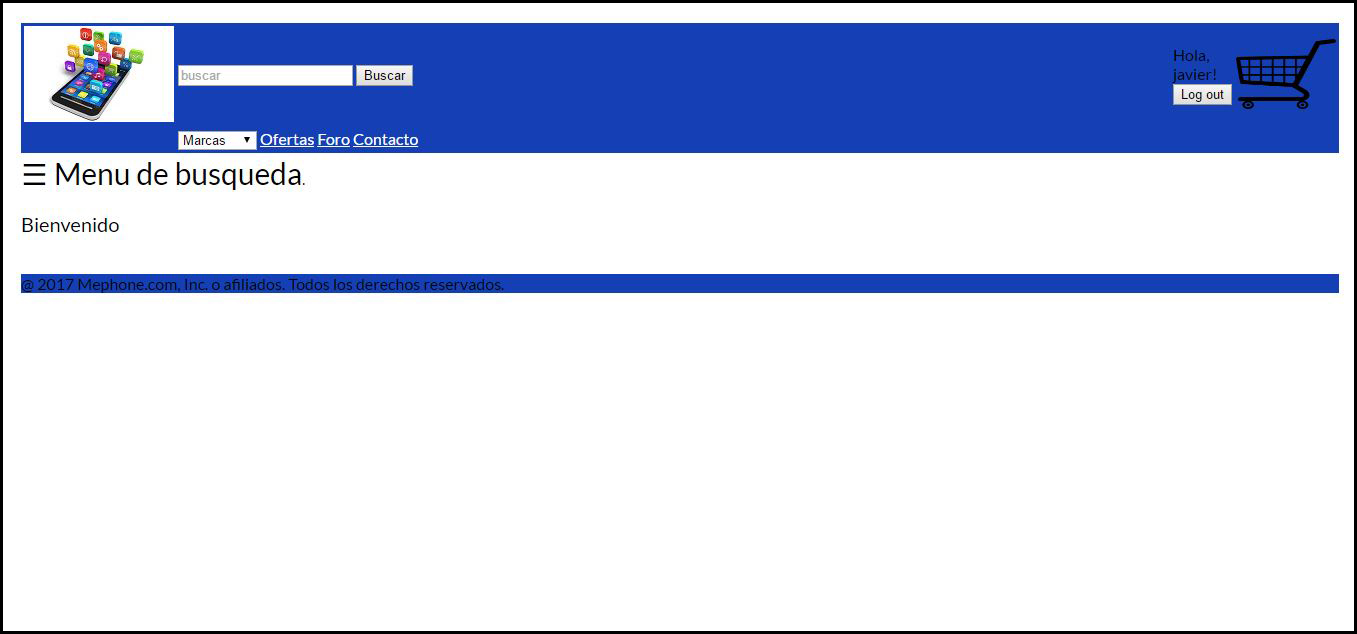 buscar Buscar
Hola,
javier!
Log out
Marcas Ofertas Foro Contacto
☰ Menu de busqueda.
Bienvenido
@ 2017 Mephone.com, Inc. o afiliados. Todos los derechos reservados.